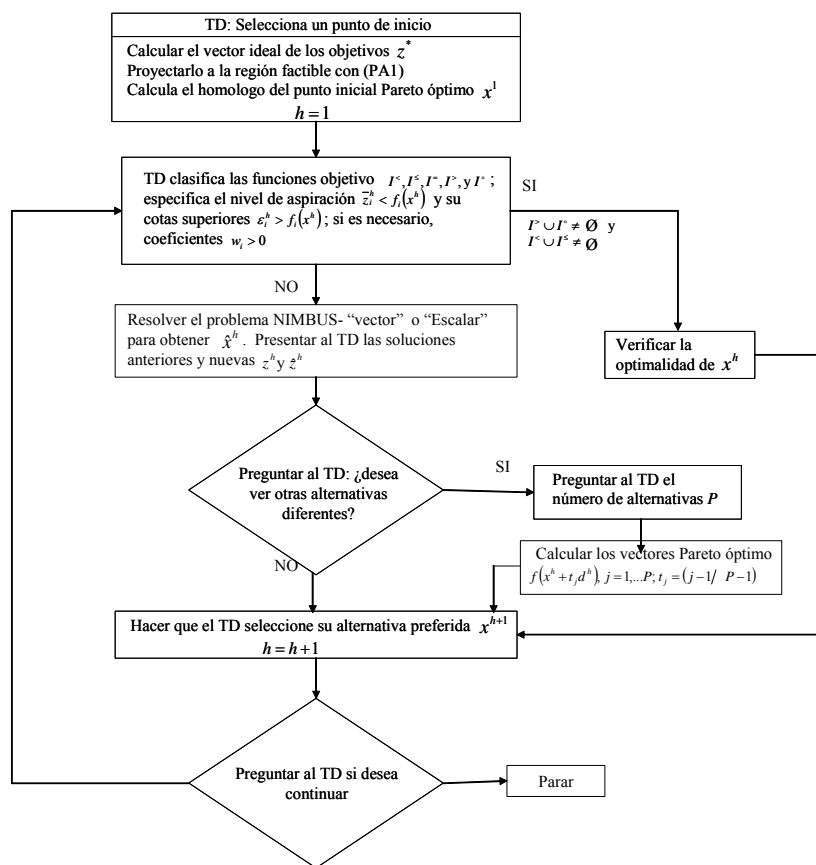 TD: Selecciona un punto de inicio
Calcular el vector ideal de los objetivos z*
Proyectarlo a la región factible con (PA1)
Calcula el homologo del punto inicial Pareto óptimo x¹
h = 1
TD clasifica las funciones objetivo I^<, I^≤, I^=, I^>, y I^°;
especifica el nivel de aspiración z̄ᵢʰ < fᵢ(xʰ) y su
cotas superiores εᵢʰ > fᵢ(xʰ); si es necesario,
coeficientes wᵢ > 0
SI
I^> ∪ I^° ≠ Ø y
I^< ∪ I^≤ ≠ Ø
NO
Resolver el problema NIMBUS- “vector” o “Escalar”
para obtener x̂ʰ. Presentar al TD las soluciones
anteriores y nuevas zʰ y ẑʰ
Verificar la
optimalidad de xʰ
Preguntar al TD: ¿desea
ver otras alternativas
diferentes?
SI
Preguntar al TD el
número de alternativas P
Calcular los vectores Pareto óptimo
f(xʰ + tⱼdʰ), j = 1,...P; tⱼ = (j−1/ P−1)
NO
Hacer que el TD seleccione su alternativa preferida xʰ⁺¹
h = h+1
Preguntar al TD si desea
continuar
Parar